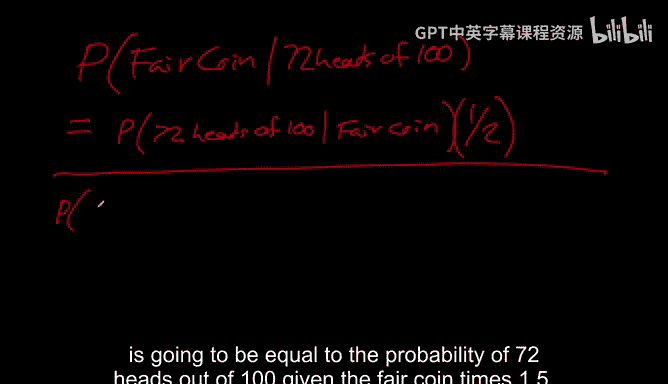 GPT中英字幕课程资源 bilibili
P(Fair Coin | 72 heads of 100)
= P(72 heads of 100 | Fair coin)(1/2)
P(
is going to be equal to the probability of 72
heads out of 100 given the fair coin times 1.5